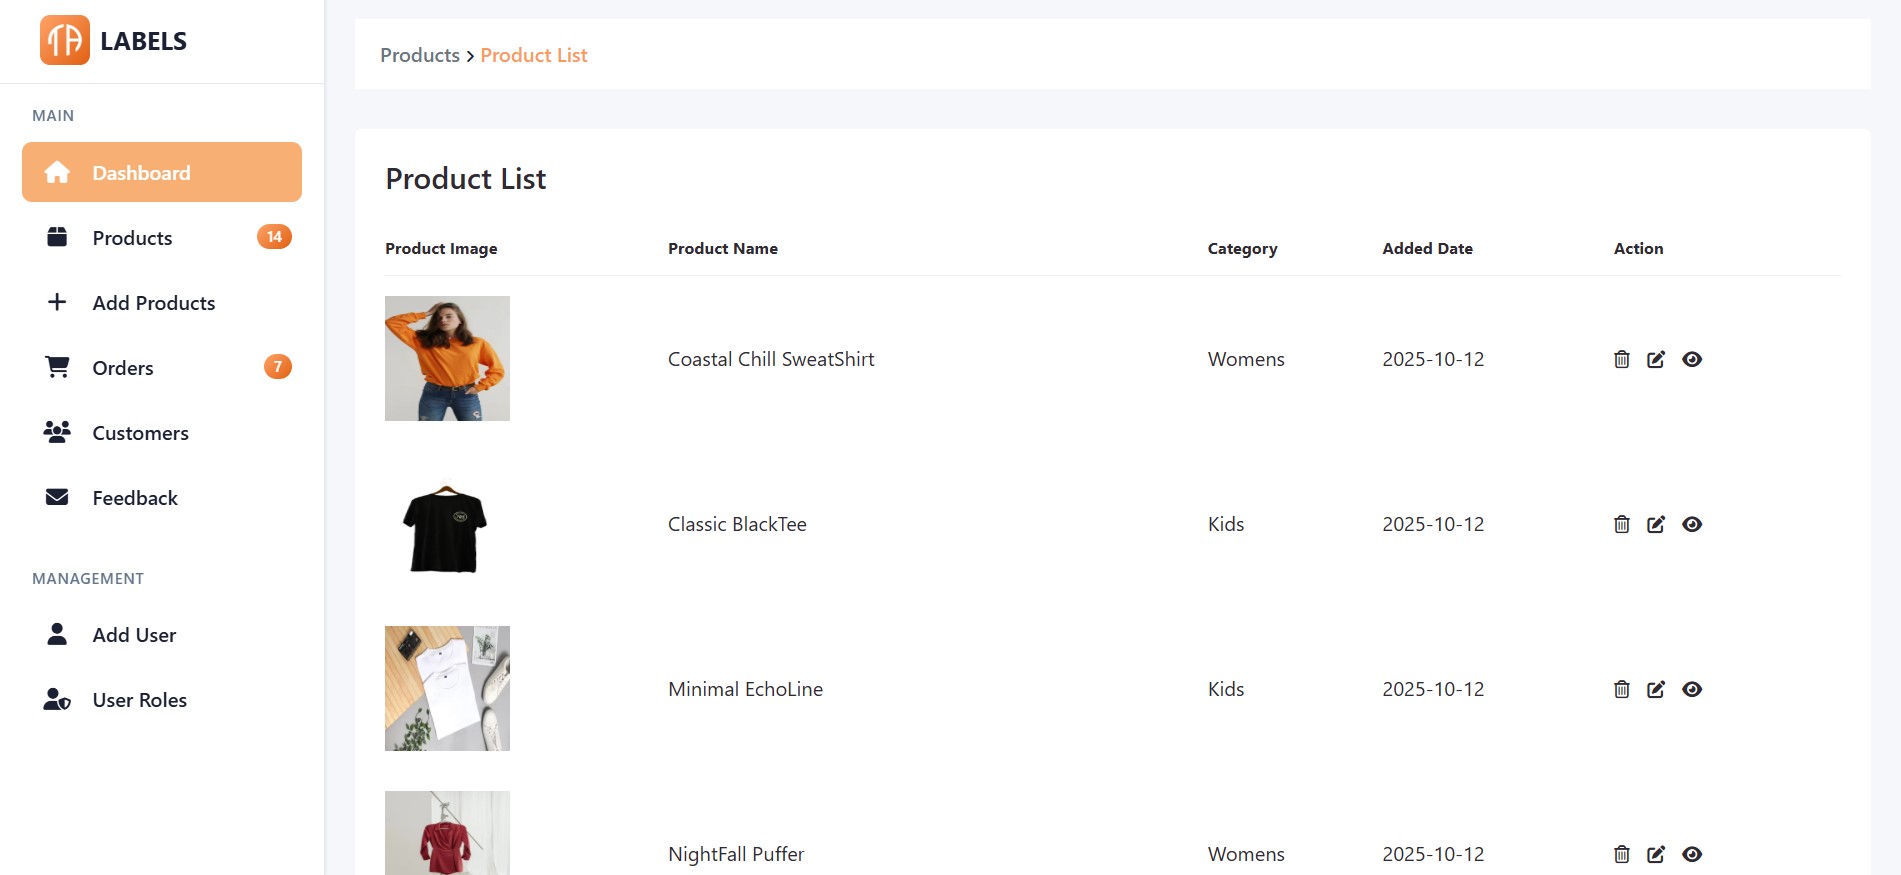 TA LABELS
MAIN
Dashboard
Products 14
Add Products
Orders 7
Customers
Feedback
MANAGEMENT
Add User
User Roles
Products > Product List
Product List
Product Image Product Name Category Added Date Action
Coastal Chill SweatShirt Womens 2025-10-12
Classic BlackTee Kids 2025-10-12
Minimal EchoLine Kids 2025-10-12
NightFall Puffer Womens 2025-10-12